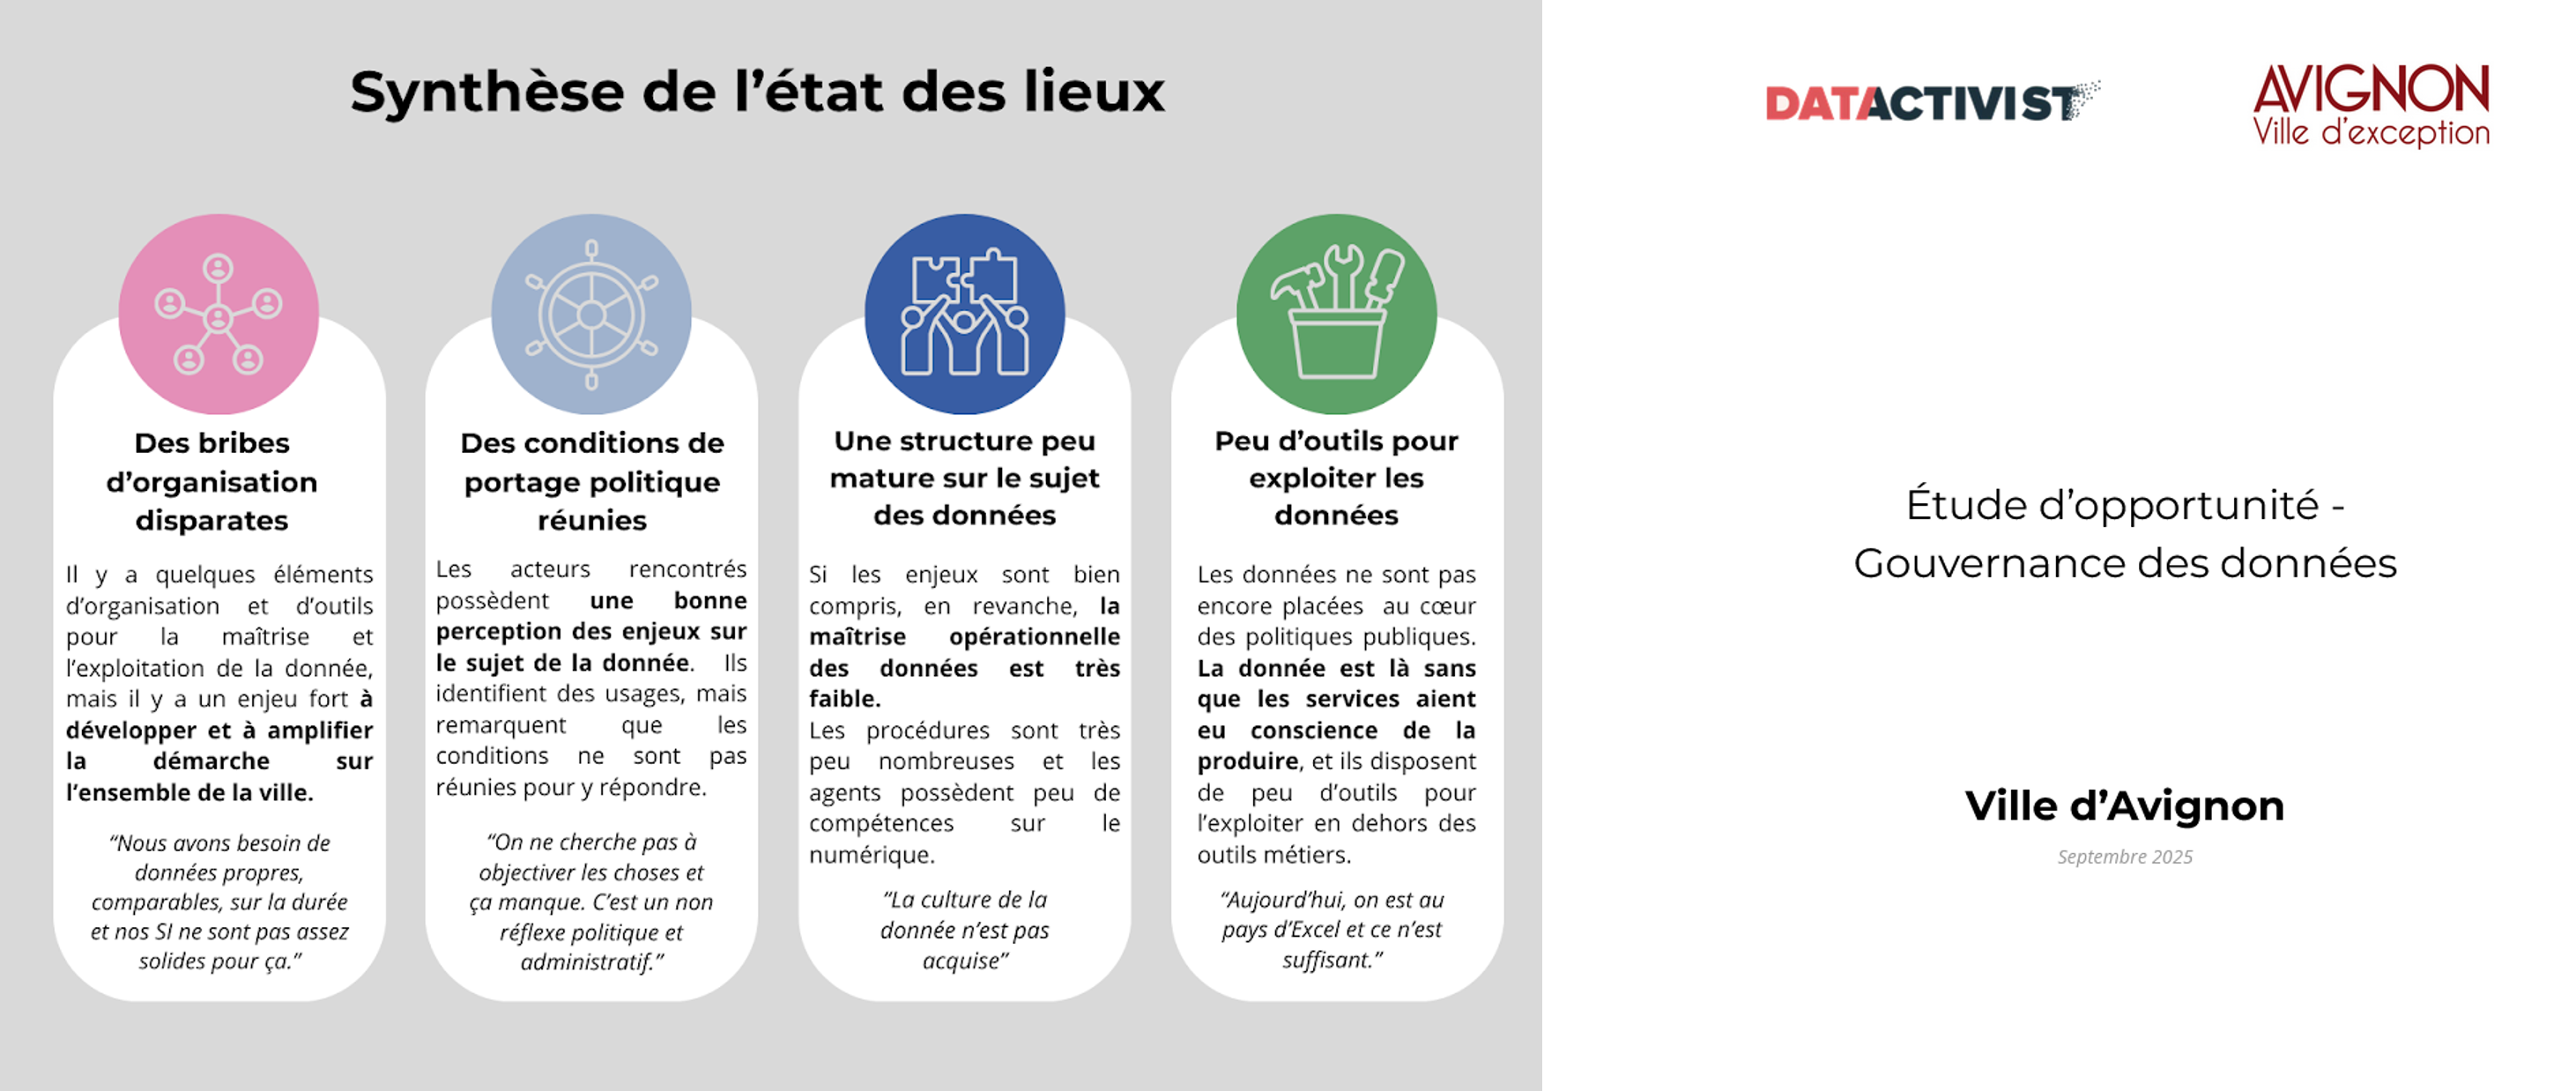 Synthèse de l’état des lieux
Des bribes
d’organisation
disparates
Il y a quelques éléments
d’organisation et d’outils
pour la maîtrise et
l’exploitation de la donnée,
mais il y a un enjeu fort à
développer et à amplifier
la démarche sur
l’ensemble de la ville.
“Nous avons besoin de
données propres,
comparables, sur la durée
et nos SI ne sont pas assez
solides pour ça.”
Des conditions de
portage politique
réunies
Les acteurs rencontrés
possèdent une bonne
perception des enjeux sur
le sujet de la donnée. Ils
identifient des usages, mais
remarquent que les
conditions ne sont pas
réunies pour y répondre.
“On ne cherche pas à
objectiver les choses et
ça manque. C’est un non
réflexe politique et
administratif.”
Une structure peu
mature sur le sujet
des données
Si les enjeux sont bien
compris, en revanche, la
maîtrise opérationnelle
des données est très
faible.
Les procédures sont très
peu nombreuses et les
agents possèdent peu de
compétences sur le
numérique.
“La culture de la
donnée n’est pas
acquise”
Peu d’outils pour
exploiter les
données
Les données ne sont pas
encore placées au cœur
des politiques publiques.
La donnée est là sans
que les services aient
eu conscience de la
produire, et ils disposent
de peu d’outils pour
l’exploiter en dehors des
outils métiers.
“Aujourd’hui, on est au
pays d’Excel et ce n’est
suffisant.”
DATACTIVIST
AVIGNON
Ville d’exception
Étude d’opportunité -
Gouvernance des données
Ville d’Avignon
Septembre 2025